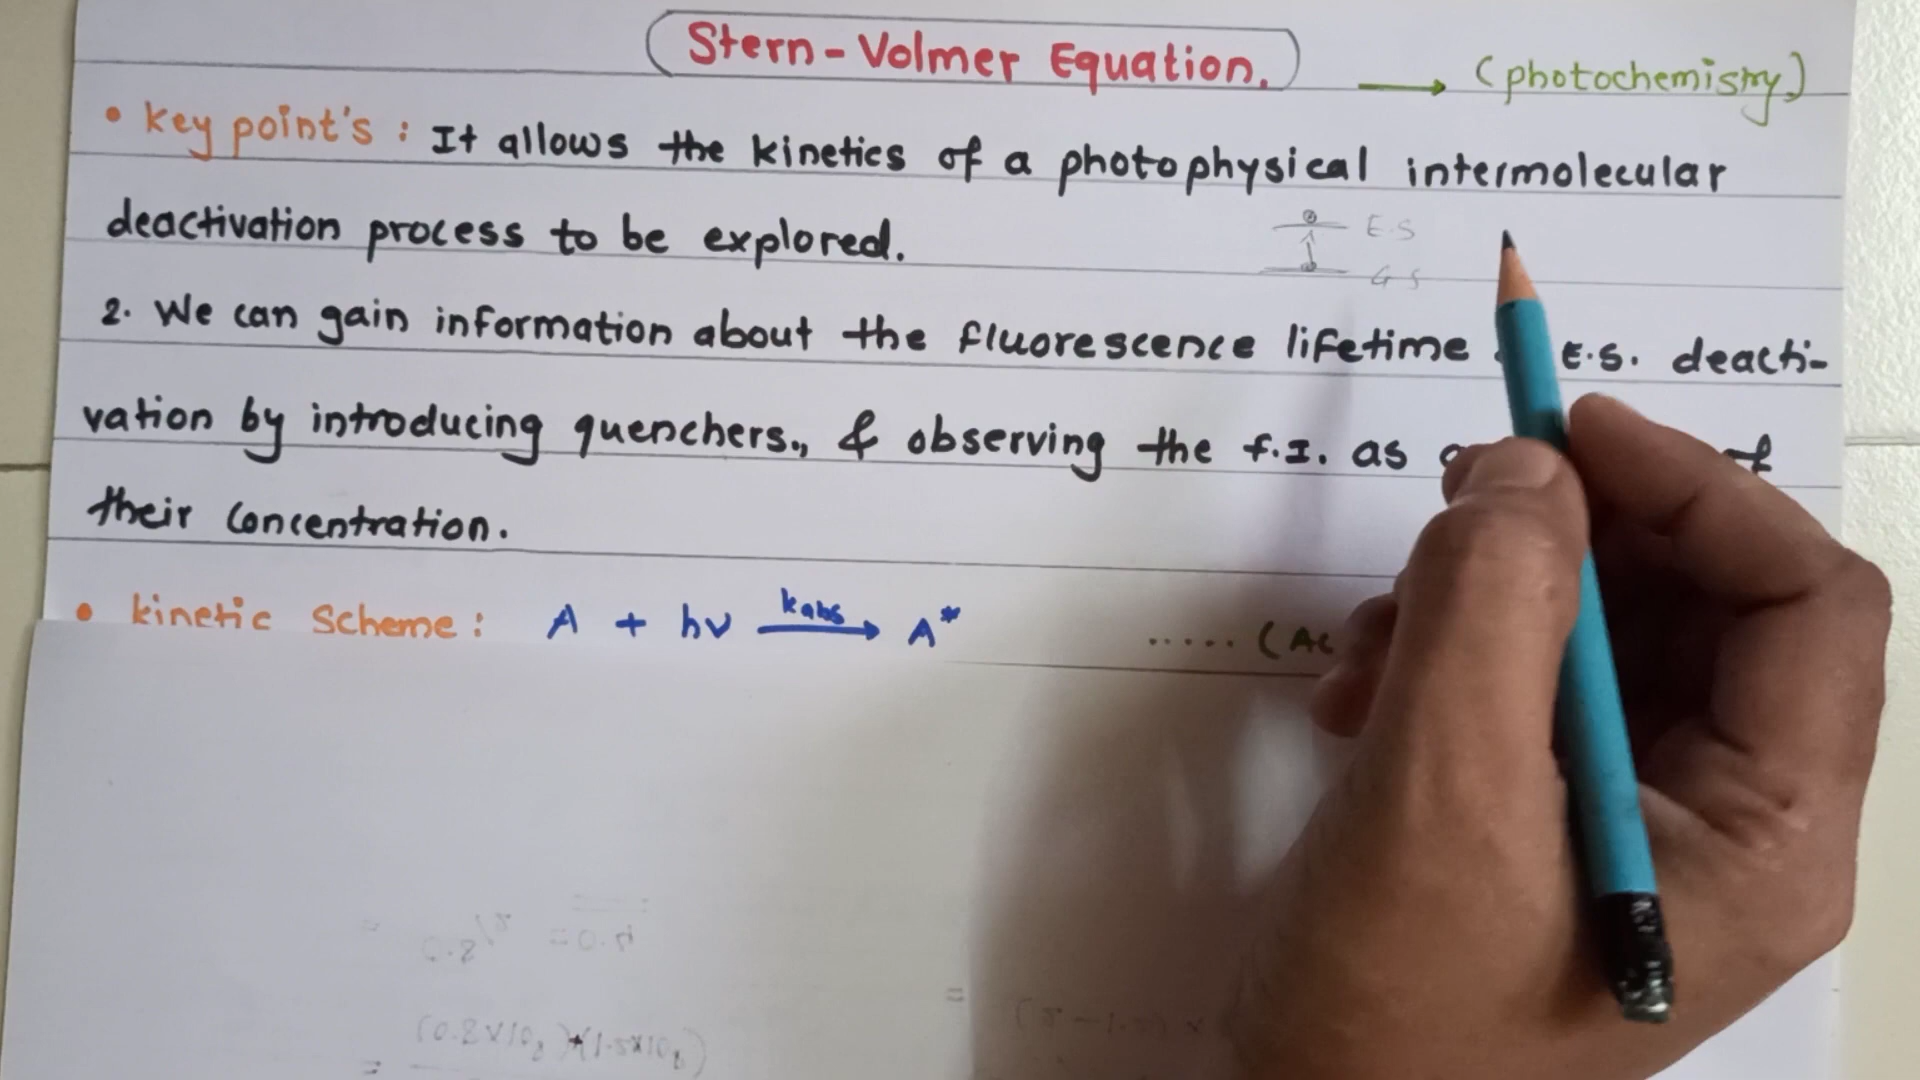 Stern-Volmer Equation.
(photochemistry)
• Key point's : It allows the kinetics of a photophysical intermolecular
deactivation process to be explored.
E.S
G S
2. We can gain information about the fluorescence lifetime E.S. deacti-
vation by introducing quenchers., & observing the f.I. as of
their concentration.
• kinetic Scheme : A + hν kabs → A* ..... (Ac